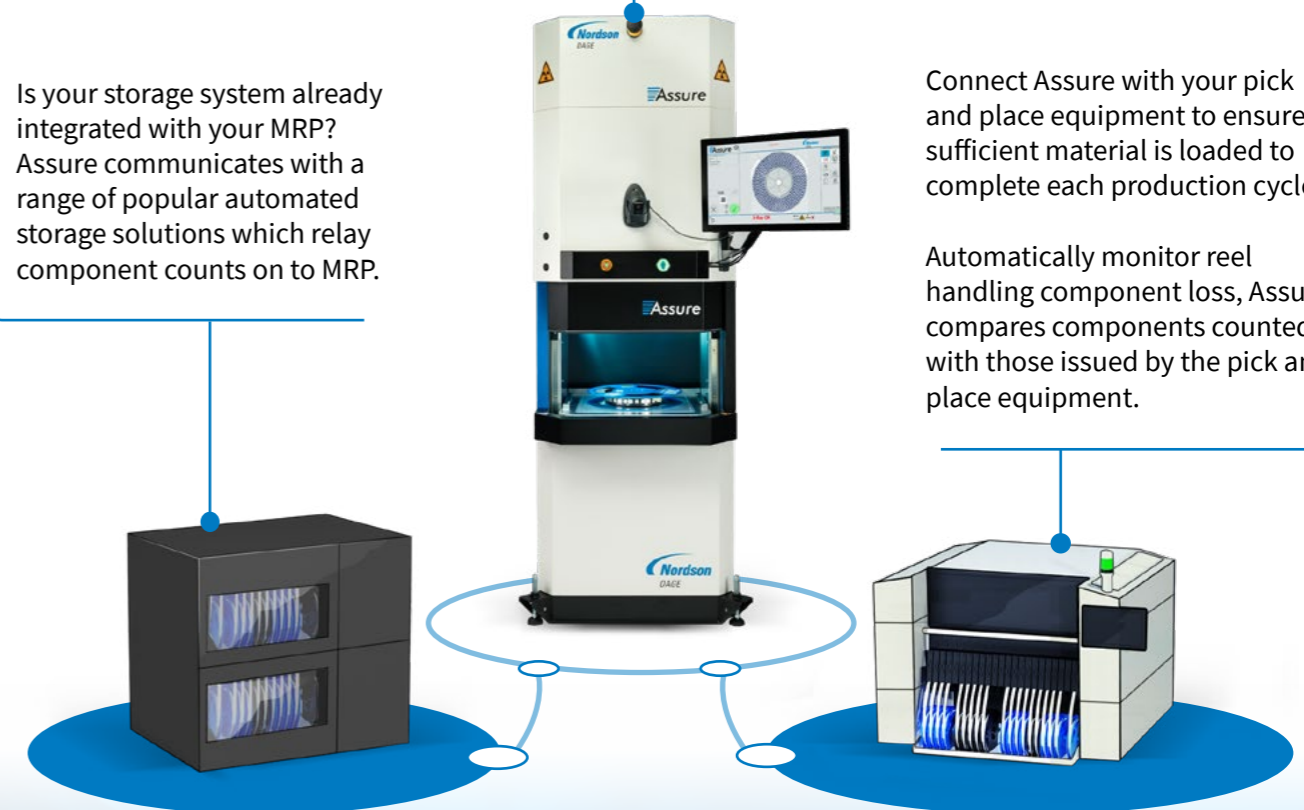 Is your storage system already
integrated with your MRP?
Assure communicates with a
range of popular automated
storage solutions which relay
component counts on to MRP.
Nordson
DAGE
Assure
Assure
Assure
Nordson
DAGE
Connect Assure with your pick
and place equipment to ensure
sufficient material is loaded to
complete each production cycle
Automatically monitor reel
handling component loss, Assu
compares components counted
with those issued by the pick an
place equipment.